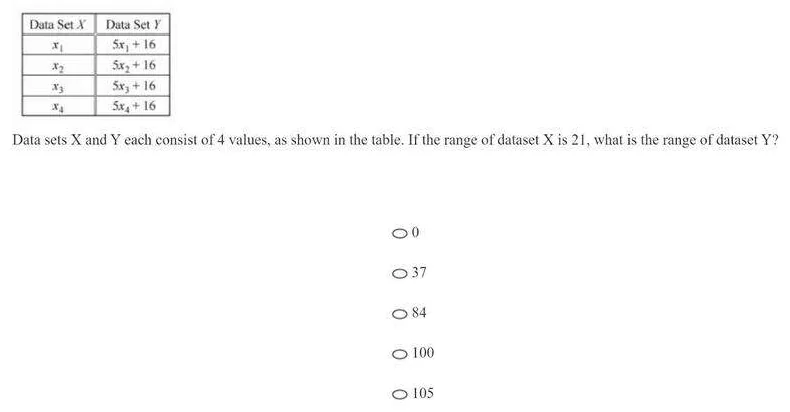 Data Set X Data Set Y
x₁ 5x₁ + 16
x₂ 5x₂ + 16
x₃ 5x₃ + 16
x₄ 5x₄ + 16
Data sets X and Y each consist of 4 values, as shown in the table. If the range of dataset X is 21, what is the range of dataset Y?
0
37
84
100
105